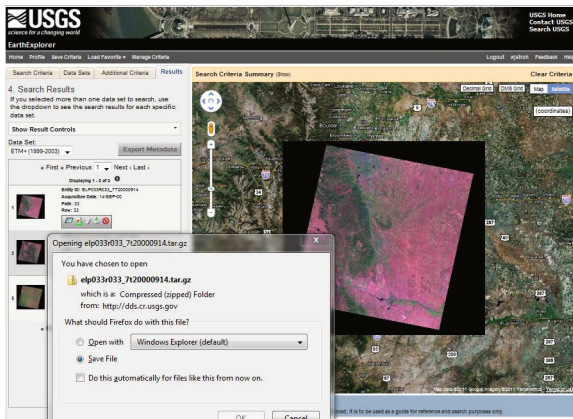 USGS
science for a changing world
USGS Home
Contact USGS
Search USGS
EarthExplorer
Home Profile Save Criteria Load Favorite Manage Criteria
Logout Feedback Help
Search Criteria Data Sets Additional Criteria Results
Search Criteria Summary (Show)
Clear Criteria
4. Search Results
If you selected more than one data set to search, use
the dropdown to see the search results for each specific
data set.
Show Result Controls
Data Set:
ETM+ (1999-2003)
Export Metadata
« First « Previous 1 Next › Last ›
Displaying 1 - 3 of 3
Entity ID: ELP033R033_7T20000914
Acquisition Date: 14-SEP-00
Path: 33
Row: 33
1
Decimal Grid DMS Grid Map Satellite
(coordinates)
Boulder
Opening elp033r033_7t20000914.tar.gz
You have chosen to open
elp033r033_7t20000914.tar.gz
which is a: Compressed (zipped) Folder
from: http://dds.cr.usgs.gov
What should Firefox do with this file?
Open with Windows Explorer (default)
Save File
Do this automatically for files like this from now on.
OK Cancel
road; it is to be used as a guide for reference and search purposes only.